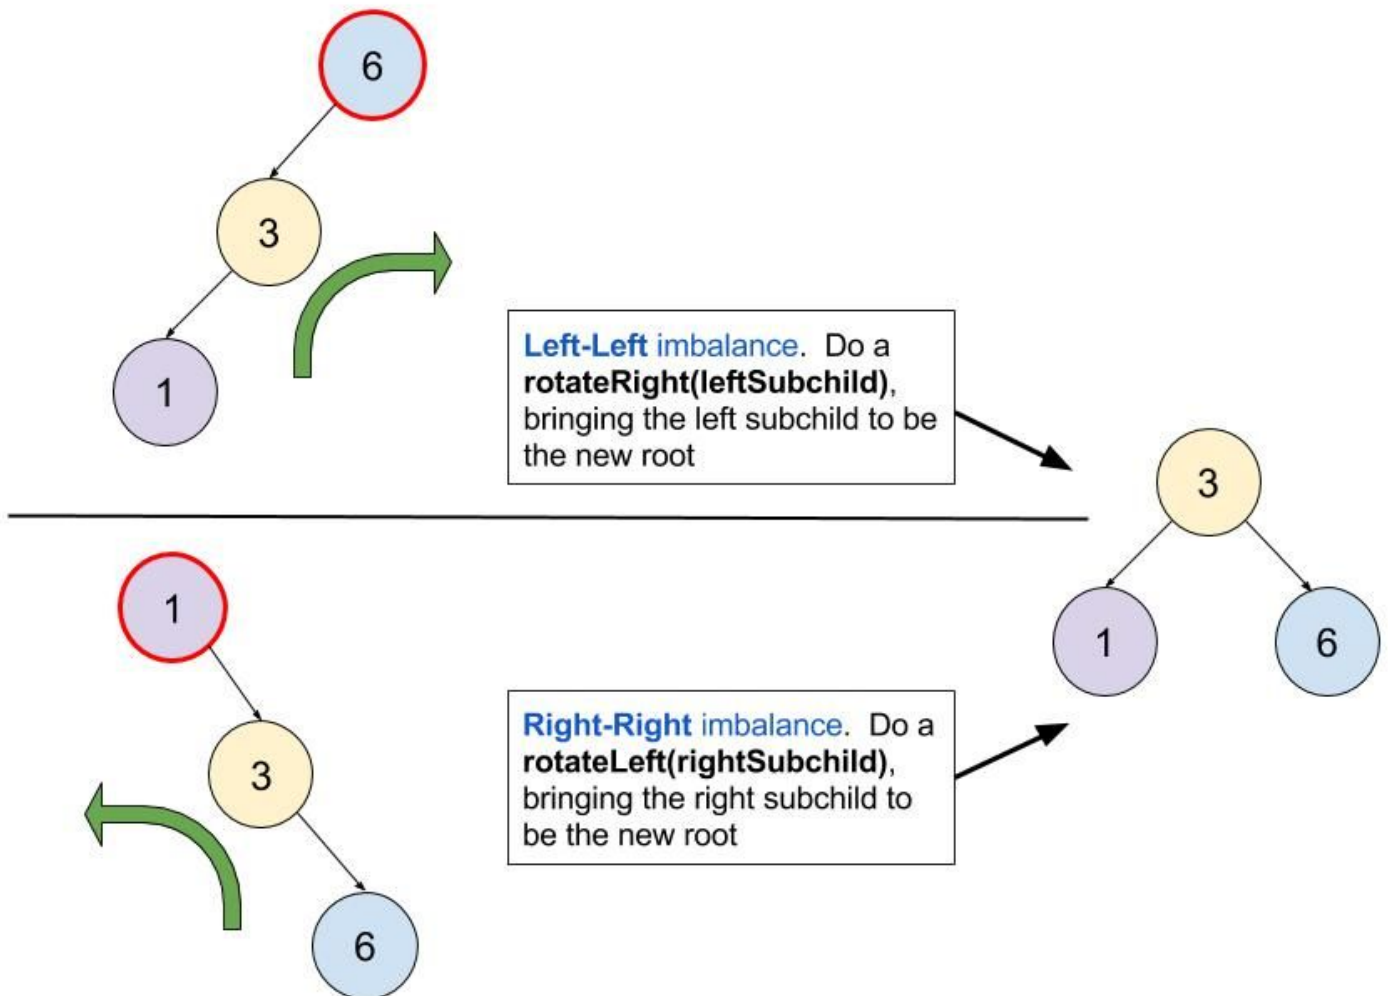 6
3
1
Left-Left imbalance. Do a
rotateRight(leftSubchild),
bringing the left subchild to be
the new root
3
1
6
1
3
6
Right-Right imbalance. Do a
rotateLeft(rightSubchild),
bringing the right subchild to
be the new root